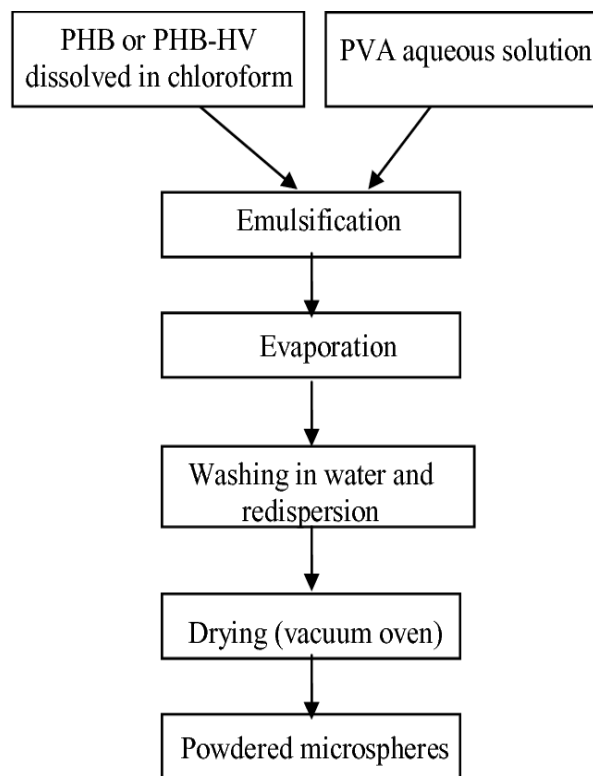 PHB or PHB-HV
dissolved in chloroform
PVA aqueous solution
Emulsification
Evaporation
Washing in water and
redispersion
Drying (vacuum oven)
Powdered microspheres